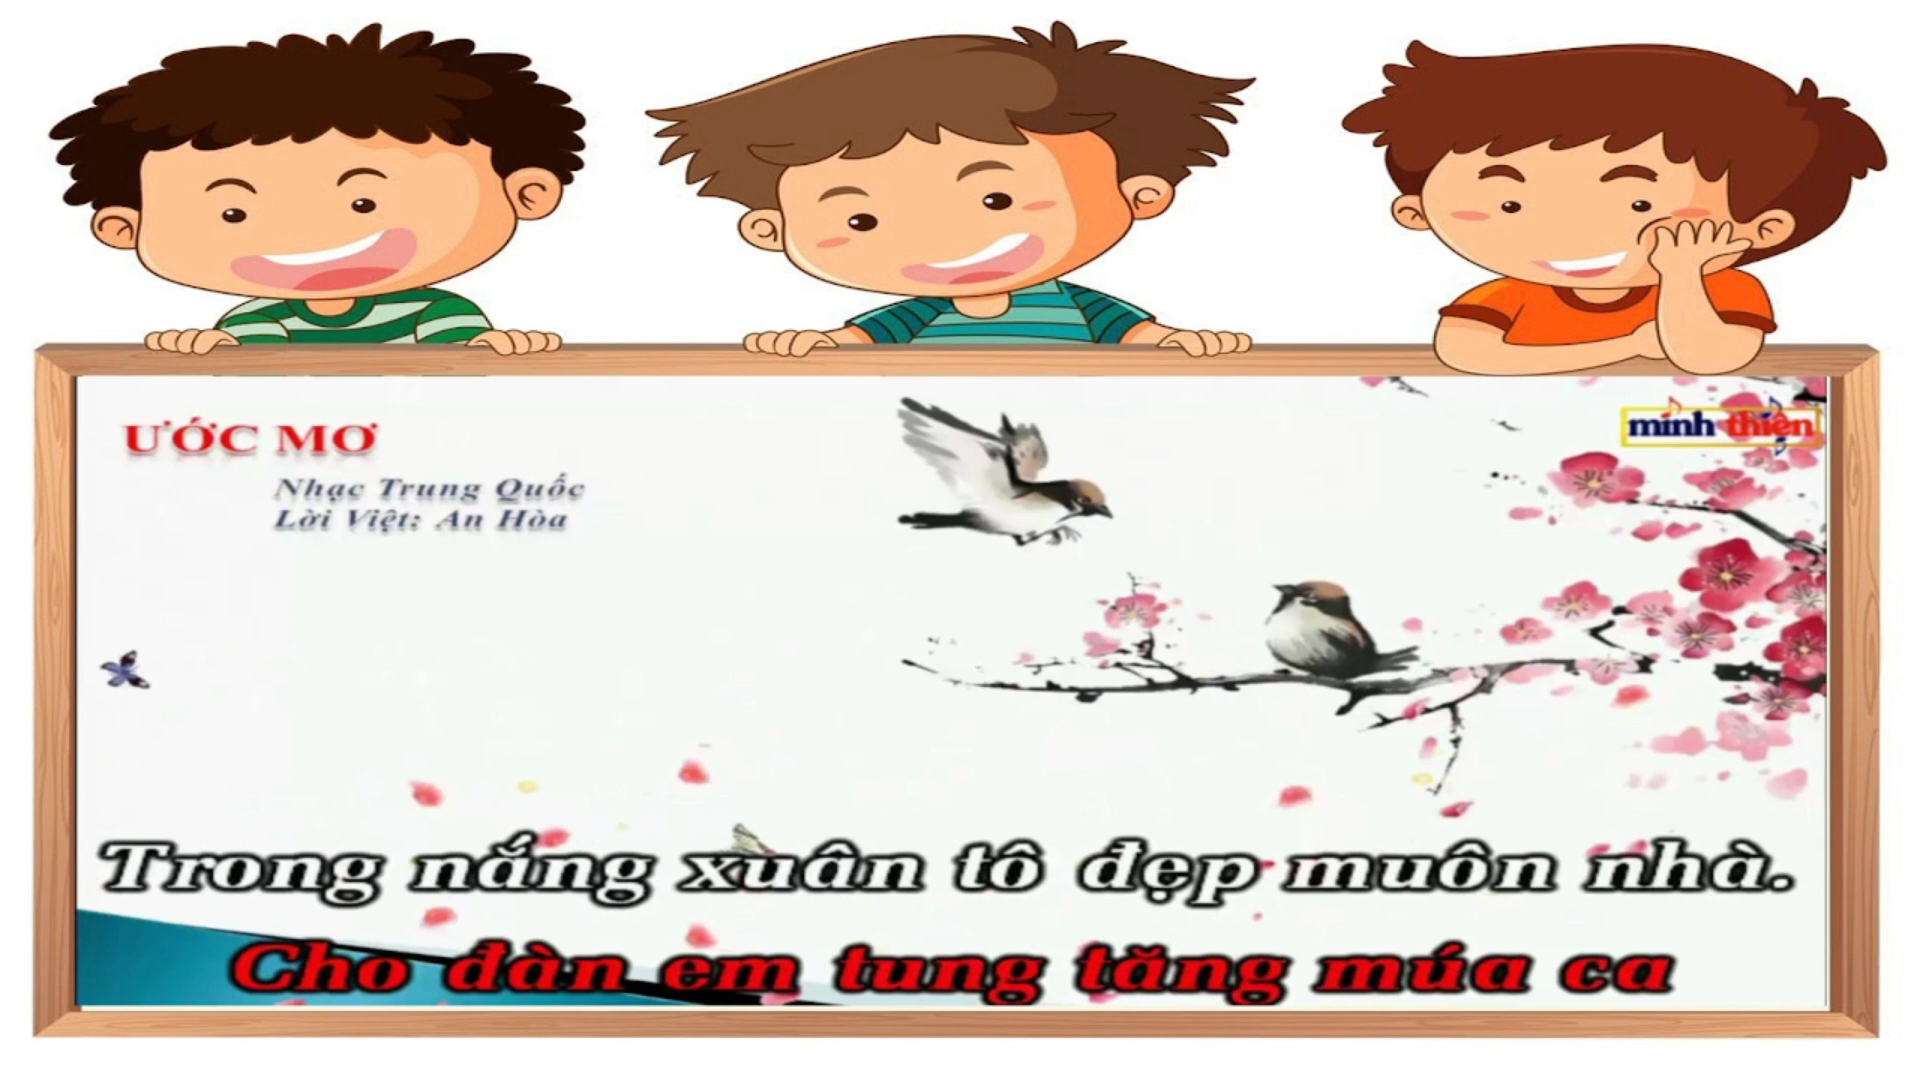 ƯỚC MƠ
minh thiện
Nhạc Trung Quốc
Lời Việt: An Hòa
Trong nắng xuân tô đẹp muôn nhà.
Cho đàn em tung tăng múa ca